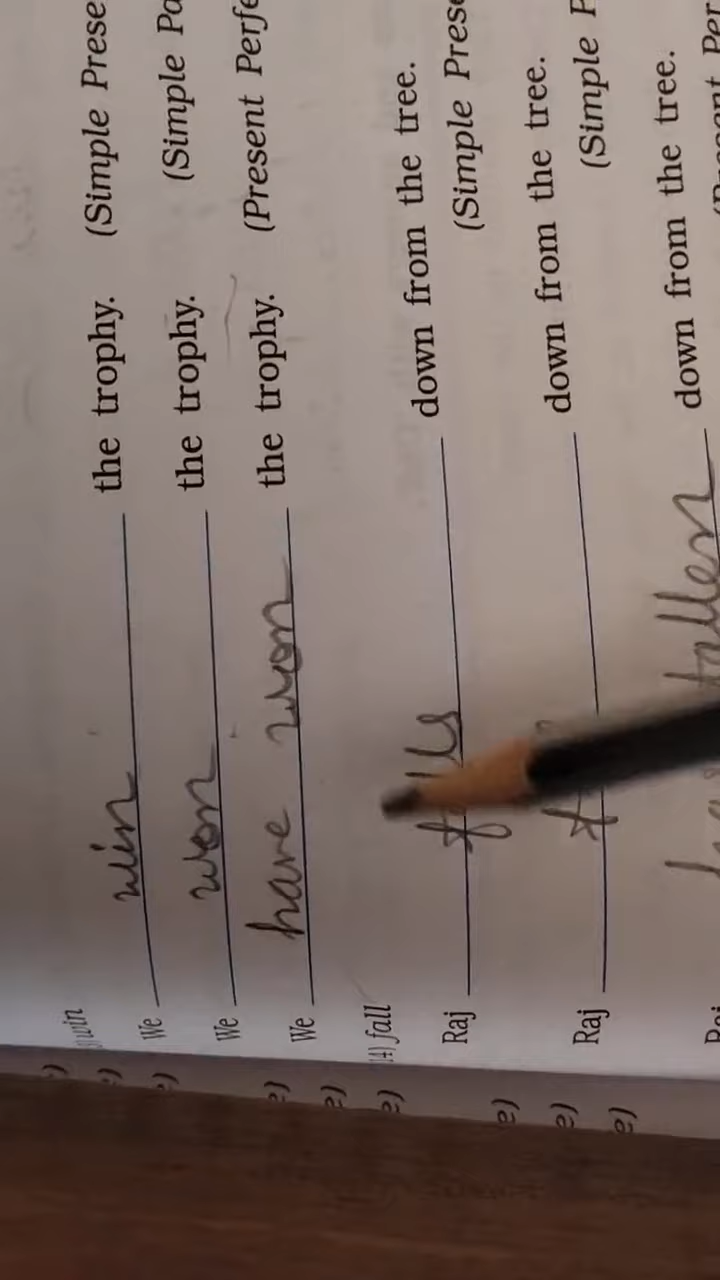 win
We win the trophy. (Simple Prese
We won the trophy. (Simple Pa
We have won the trophy. (Present Perfe
(4) fall
Raj falls down from the tree.
(Simple Prese
Raj down from the tree.
(Simple P
fallen down from the tree.